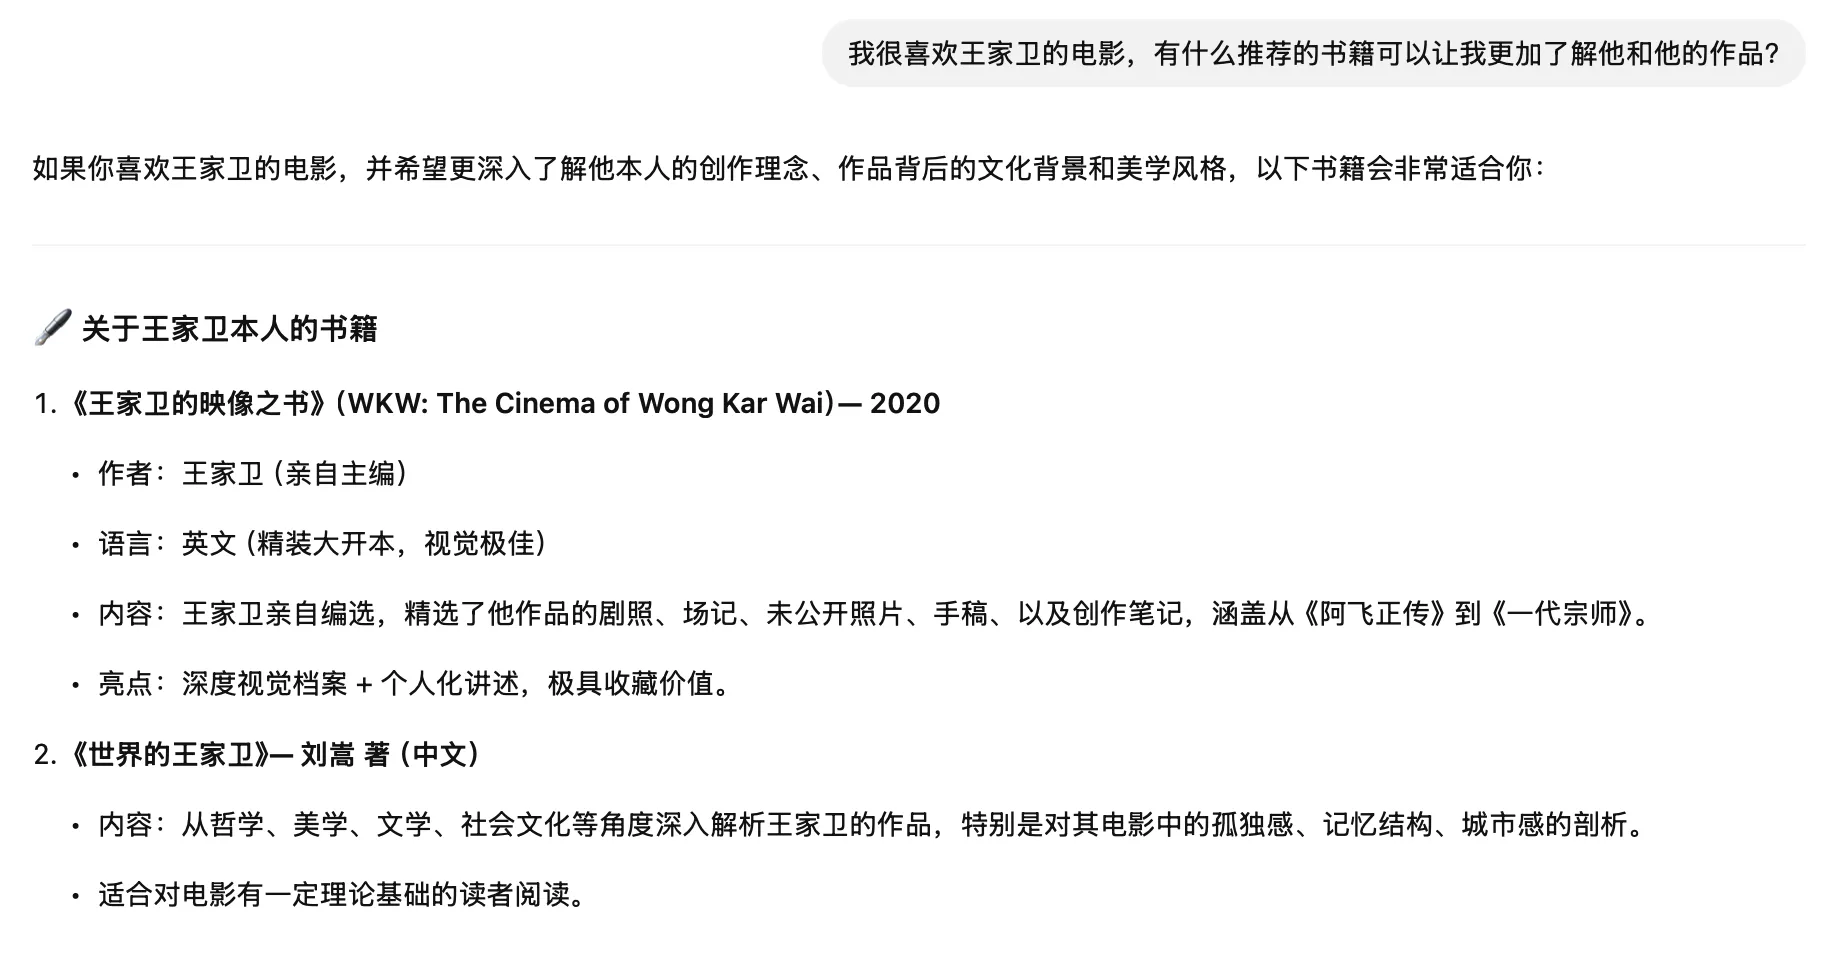 我很喜欢王家卫的电影，有什么推荐的书籍可以让我更加了解他和他的作品?
如果你喜欢王家卫的电影，并希望更深入了解他本人的创作理念、作品背后的文化背景和美学风格，以下书籍会非常适合你：
🖋️ 关于王家卫本人的书籍
1.《王家卫的映像之书》（WKW: The Cinema of Wong Kar Wai）— 2020
• 作者：王家卫（亲自主编）
• 语言：英文（精装大开本，视觉极佳）
• 内容：王家卫亲自编选，精选了他作品的剧照、场记、未公开照片、手稿、以及创作笔记，涵盖从《阿飞正传》到《一代宗师》。
• 亮点：深度视觉档案 + 个人化讲述，极具收藏价值。
2.《世界的王家卫》— 刘嵩 著（中文）
• 内容：从哲学、美学、文学、社会文化等角度深入解析王家卫的作品，特别是对其电影中的孤独感、记忆结构、城市感的剖析。
• 适合对电影有一定理论基础的读者阅读。